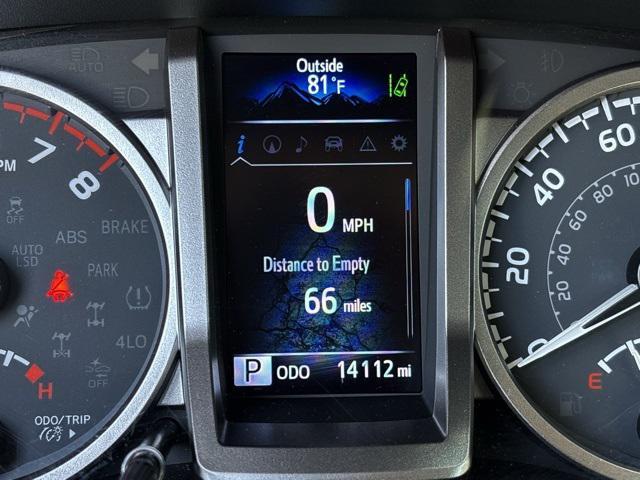 Outside
81°F
AUTO
i
0 MPH
Distance to Empty
66 miles
P ODO 14112 mi
PM
7
8
OFF
ABS
BRAKE
AUTO
LSD
PARK
4LO
OFF
H
ODO/TRIP
0
20
40
60
20
40
60
80
E